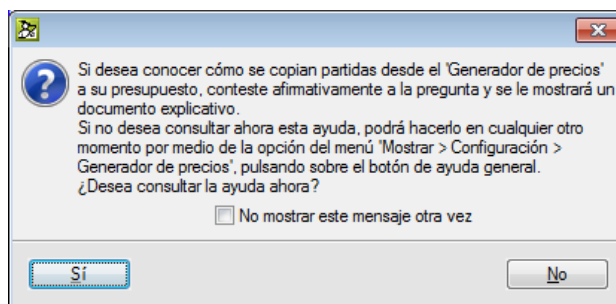 Si desea conocer cómo se copian partidas desde el 'Generador de precios'
a su presupuesto, conteste afirmativamente a la pregunta y se le mostrará un
documento explicativo.
Si no desea consultar ahora esta ayuda, podrá hacerlo en cualquier otro
momento por medio de la opción del menú 'Mostrar > Configuración >
Generador de precios', pulsando sobre el botón de ayuda general.
¿Desea consultar la ayuda ahora?
No mostrar este mensaje otra vez
Sí
No